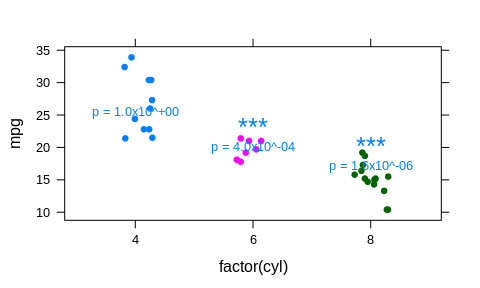 35
30
25
20
15
10
mpg
p = 1.0x10^+00
***
p = 4.0x10^-04
***
p = 1.6x10^-06
4
6
8
factor(cyl)